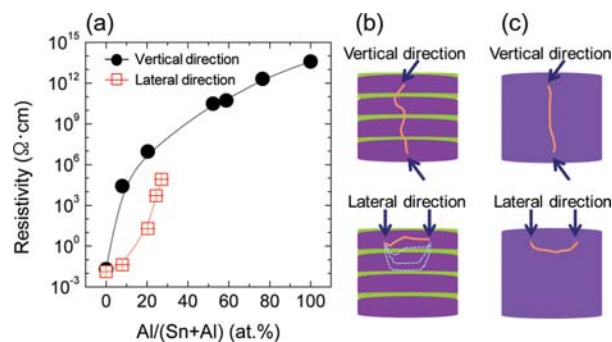 (a)
10^15
10^12
10^9
10^6
10^3
10^0
10^-3
Resistivity (Ω·cm)
Vertical direction
Lateral direction
0 20 40 60 80 100
Al/(Sn+Al) (at.%)
(b)
Vertical direction
Lateral direction
(c)
Vertical direction
Lateral direction